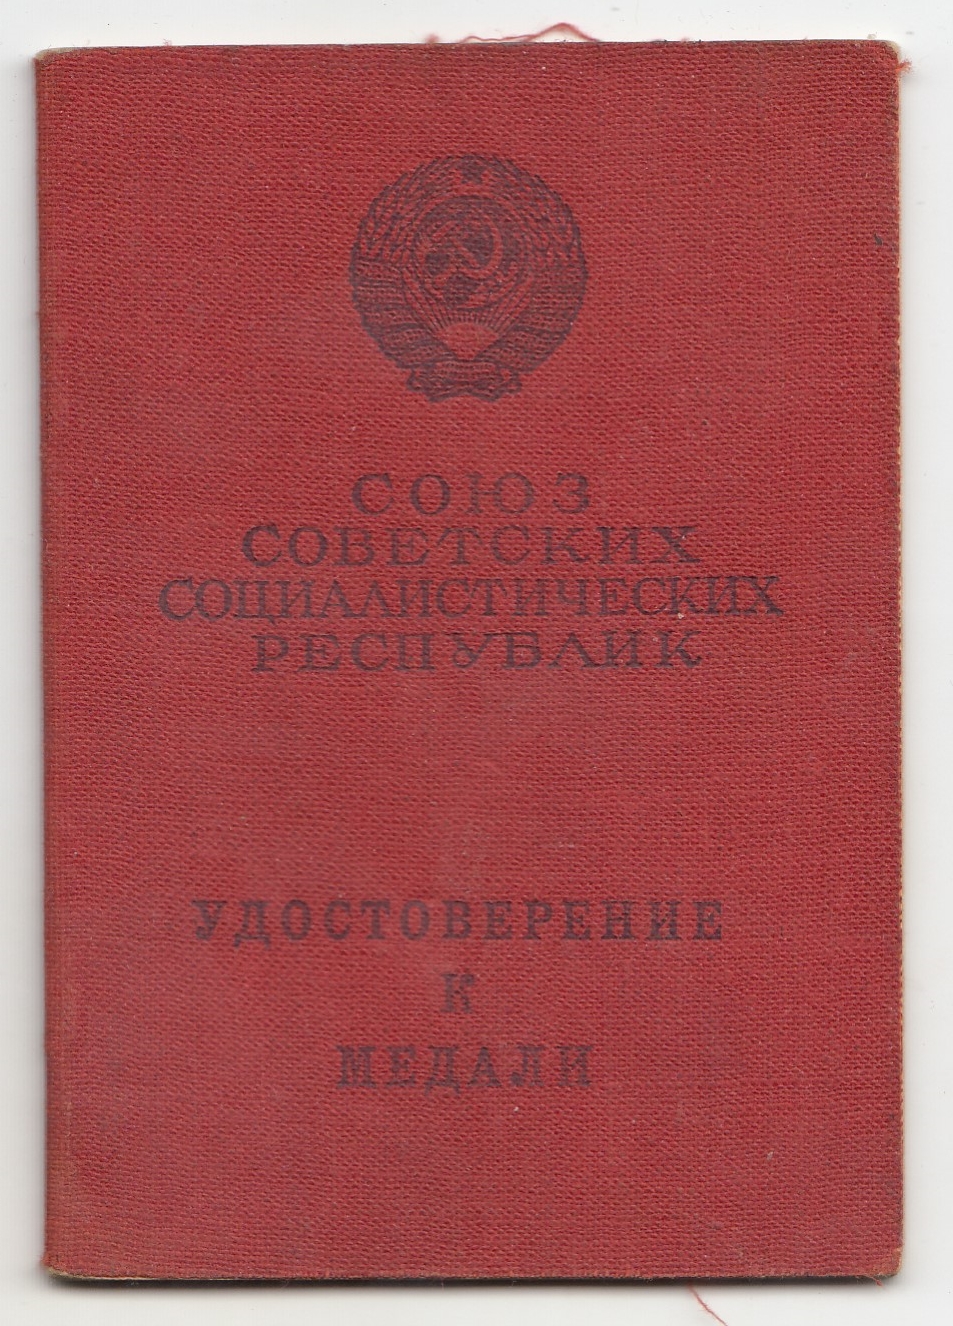 СОЮЗ
СОВЕТСКИХ
СОЦИАЛИСТИЧЕСКИХ
РЕСПУБЛИК
УДОСТОВЕРЕНИЕ
К
МЕДАЛИ